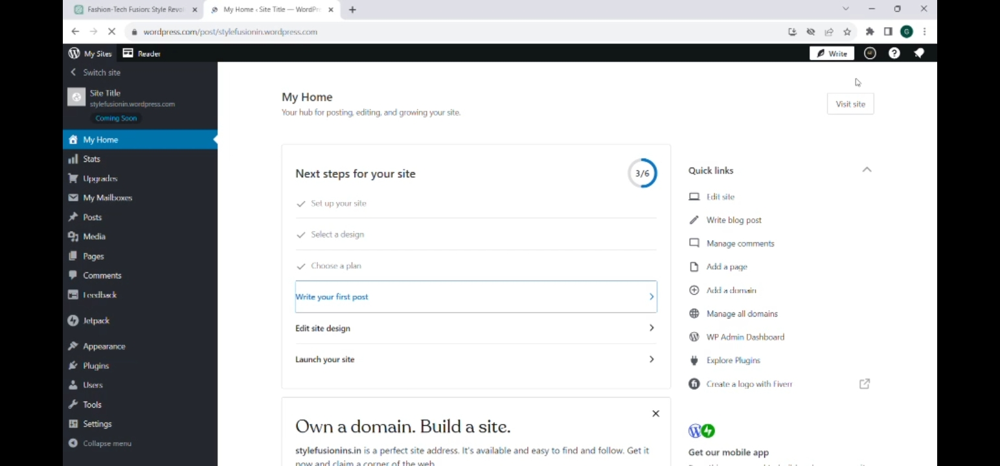 Fashion-Tech Fusion: Style Revol
My Home ‹ Site Title — WordPr
wordpress.com/post/stylefusionin.wordpress.com
G
My Sites
Reader
Write
Switch site
Site Title
stylefusionin.wordpress.com
Coming Soon
My Home
Stats
Upgrades
My Mailboxes
Posts
Media
Pages
Comments
Feedback
Jetpack
Appearance
Plugins
Users
Tools
Settings
Collapse menu
My Home
Your hub for posting, editing, and growing your site.
Visit site
Next steps for your site
3/6
Set up your site
Select a design
Choose a plan
Write your first post
Edit site design
Launch your site
Own a domain. Build a site.
stylefusionins.in is a perfect site address. It's available and easy to find and follow. Get it
now and claim a corner of the web.
Quick links
Edit site
Write blog post
Manage comments
Add a page
Add a domain
Manage all domains
WP Admin Dashboard
Explore Plugins
Create a logo with Fiverr
Get our mobile app